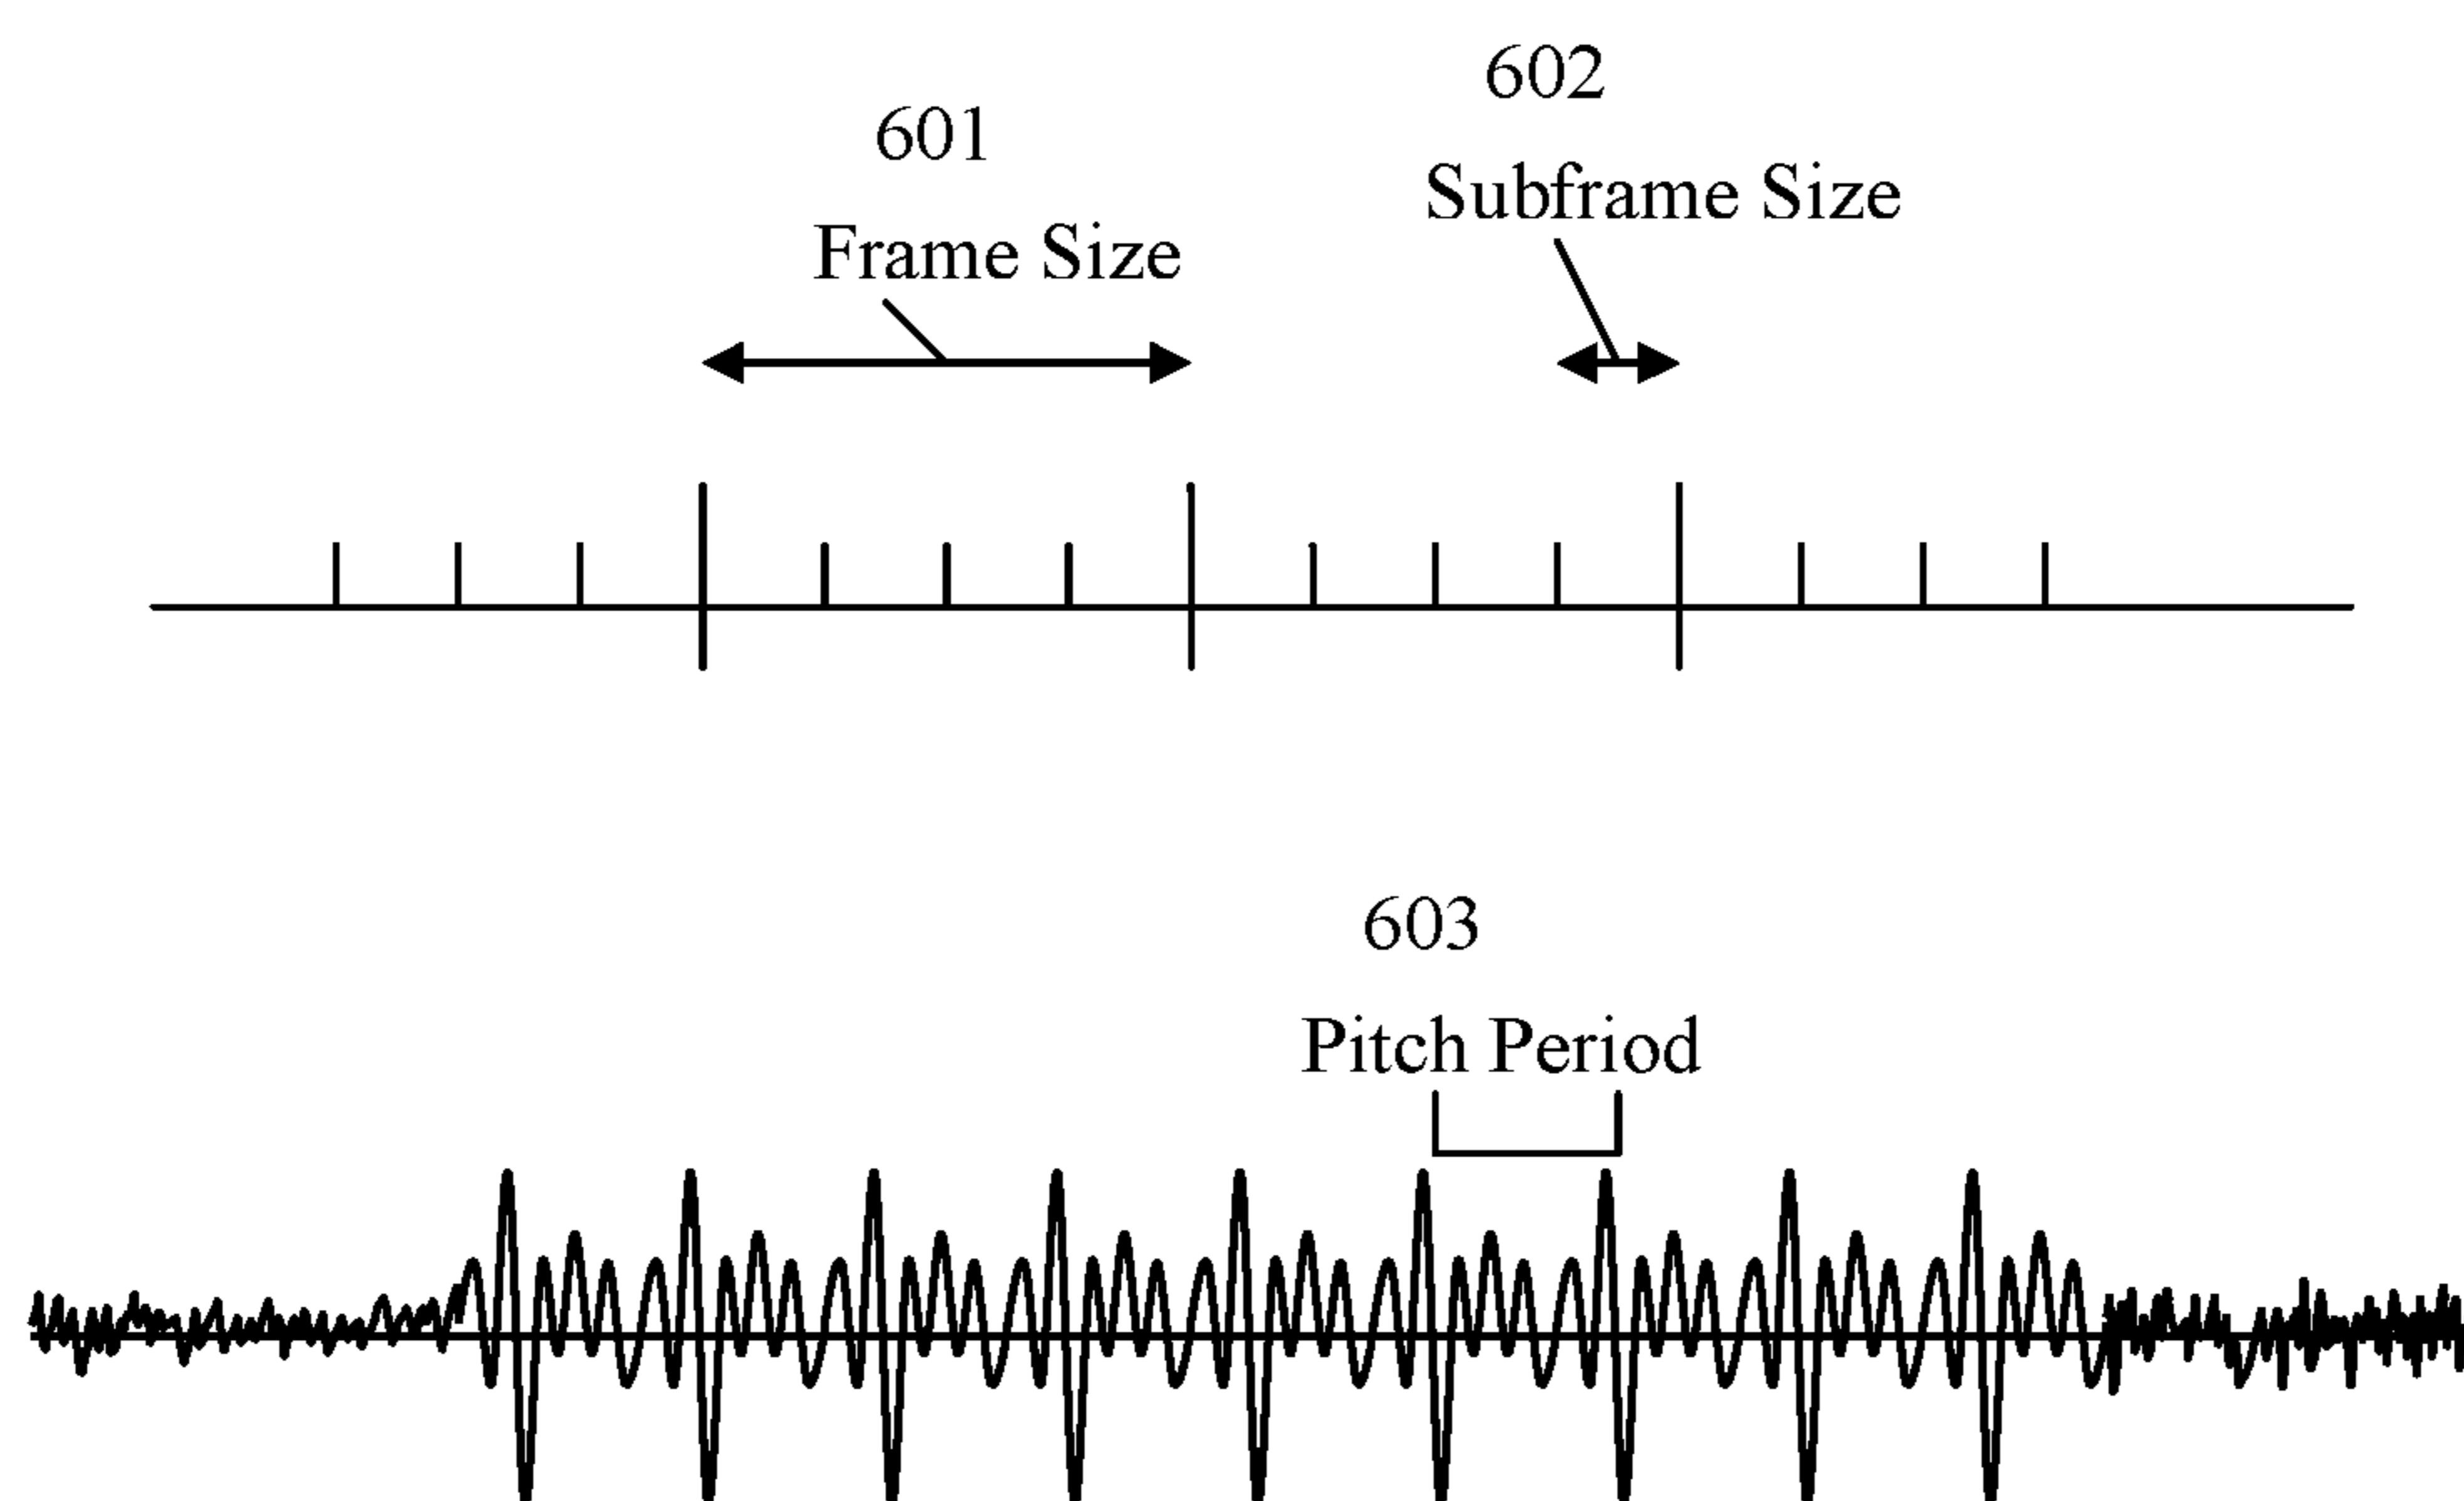 602
601
Subframe Size
Frame Size
603
Pitch Period